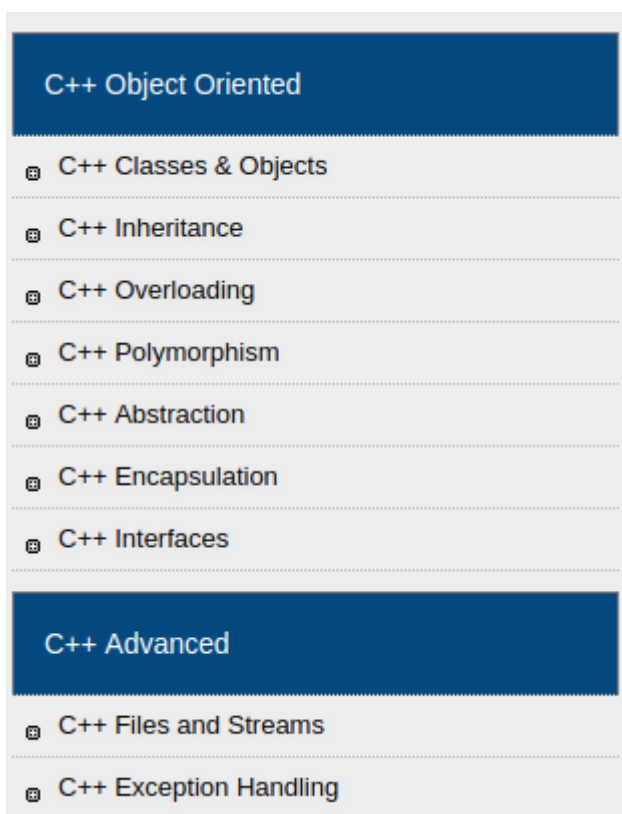 C++ Object Oriented
C++ Classes & Objects
C++ Inheritance
C++ Overloading
C++ Polymorphism
C++ Abstraction
C++ Encapsulation
C++ Interfaces
C++ Advanced
C++ Files and Streams
C++ Exception Handling